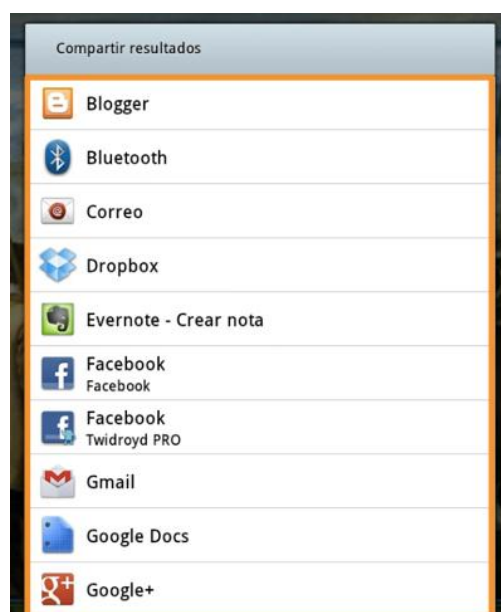 Compartir resultados
Blogger
Bluetooth
Correo
Dropbox
Evernote - Crear nota
Facebook
Facebook
Facebook
Twidroyd PRO
Gmail
Google Docs
Google+